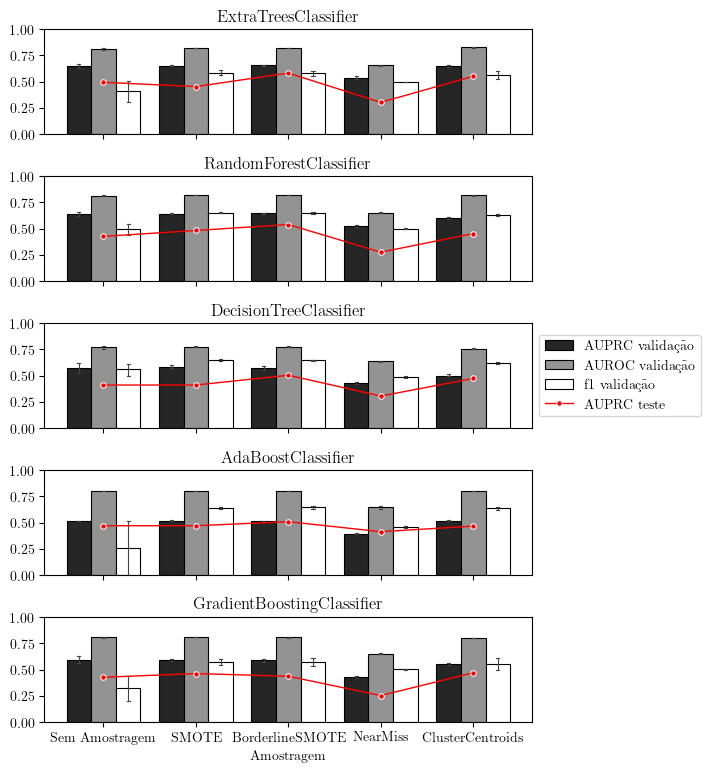 ExtraTreesClassifier
1.00
0.75
0.50
0.25
0.00
RandomForestClassifier
1.00
0.75
0.50
0.25
0.00
DecisionTreeClassifier
1.00
0.75
0.50
0.25
0.00
AUPRC validação
AUROC validação
f1 validação
AUPRC teste
AdaBoostClassifier
1.00
0.75
0.50
0.25
0.00
GradientBoostingClassifier
1.00
0.75
0.50
0.25
0.00
Sem Amostragem SMOTE BorderlineSMOTE NearMiss ClusterCentroids
Amostragem